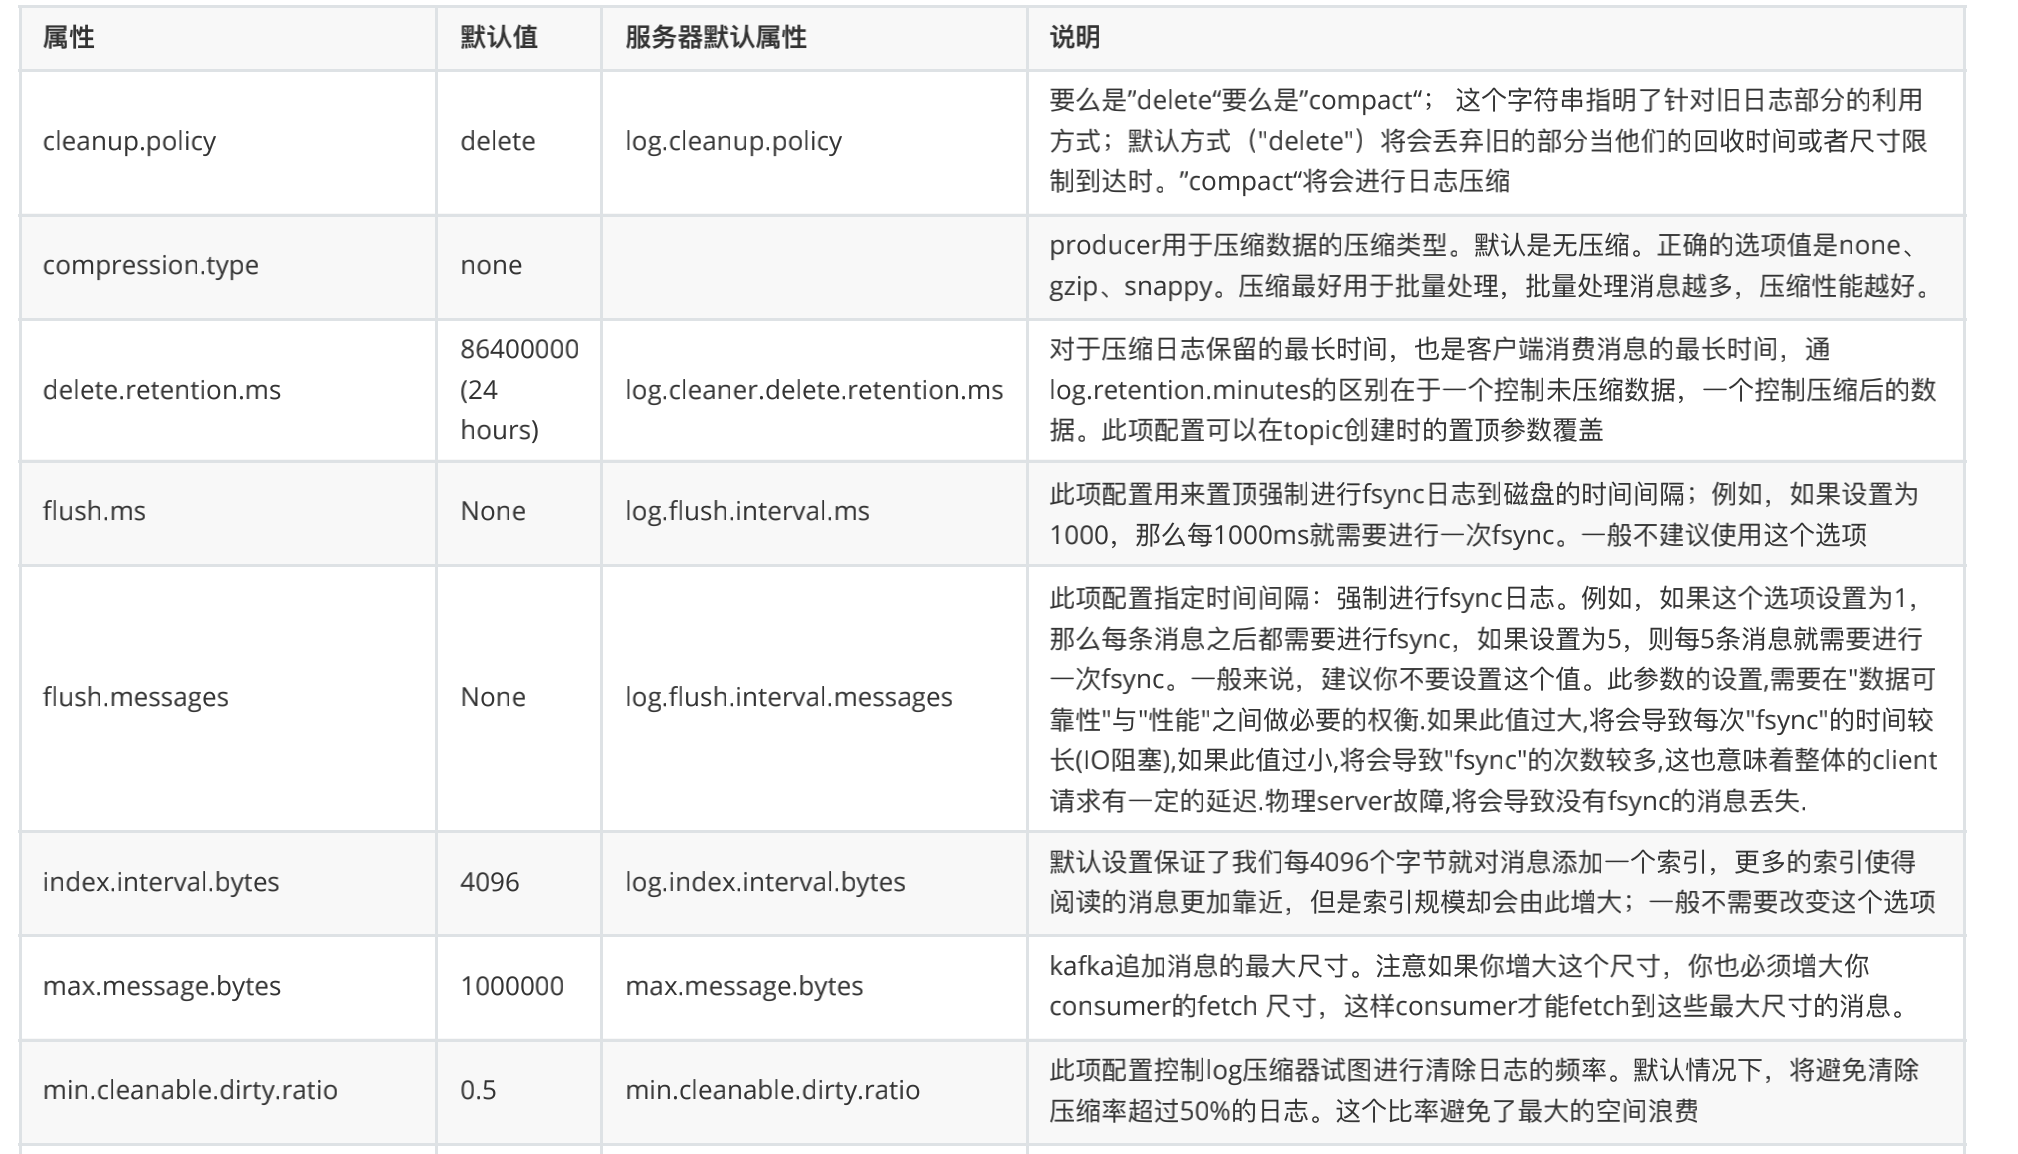 属性 默认值 服务器默认属性 说明
要么是”delete“要么是”compact“； 这个字符串指明了针对旧日志部分的利用
cleanup.policy delete log.cleanup.policy 方式；默认方式（"delete"）将会丢弃旧的部分当他们的回收时间或者尺寸限
制到达时。”compact“将会进行日志压缩
producer用于压缩数据的压缩类型。默认是无压缩。正确的选项值是none、
compression.type none
gzip、snappy。压缩最好用于批量处理，批量处理消息越多，压缩性能越好。
86400000 对于压缩日志保留的最长时间，也是客户端消费消息的最长时间，通
delete.retention.ms (24 log.cleaner.delete.retention.ms log.retention.minutes的区别在于一个控制未压缩数据，一个控制压缩后的数
hours) 据。此项配置可以在topic创建时的置顶参数覆盖
此项配置用来置顶强制进行fsync日志到磁盘的时间间隔；例如，如果设置为
flush.ms None log.flush.interval.ms
1000，那么每1000ms就需要进行一次fsync。一般不建议使用这个选项
此项配置指定时间间隔：强制进行fsync日志。例如，如果这个选项设置为1，
那么每条消息之后都需要进行fsync，如果设置为5，则每5条消息就需要进行
一次fsync。一般来说，建议你不要设置这个值。此参数的设置,需要在"数据可
flush.messages None log.flush.interval.messages
靠性"与"性能"之间做必要的权衡.如果此值过大,将会导致每次"fsync"的时间较
长(IO阻塞),如果此值过小,将会导致"fsync"的次数较多,这也意味着整体的client
请求有一定的延迟.物理server故障,将会导致没有fsync的消息丢失.
默认设置保证了我们每4096个字节就对消息添加一个索引，更多的索引使得
index.interval.bytes 4096 log.index.interval.bytes
阅读的消息更加靠近，但是索引规模却会由此增大；一般不需要改变这个选项
kafka追加消息的最大尺寸。注意如果你增大这个尺寸，你也必须增大你
max.message.bytes 1000000 max.message.bytes
consumer的fetch 尺寸，这样consumer才能fetch到这些最大尺寸的消息。
此项配置控制log压缩器试图进行清除日志的频率。默认情况下，将避免清除
min.cleanable.dirty.ratio 0.5 min.cleanable.dirty.ratio
压缩率超过50%的日志。这个比率避免了最大的空间浪费